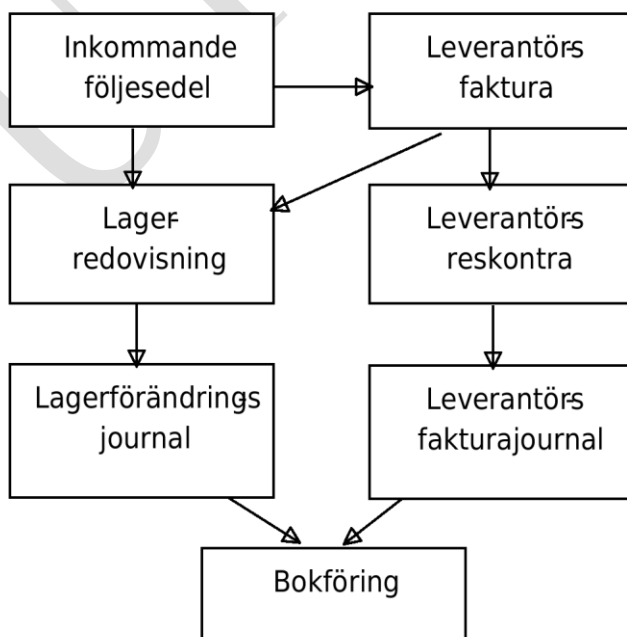 Inkommande
följesedel
Leverantörs-
faktura
Lager-
redovisning
Leverantörs-
reskontra
Lagerförändrings-
journal
Leverantörs-
fakturajournal
Bokföring